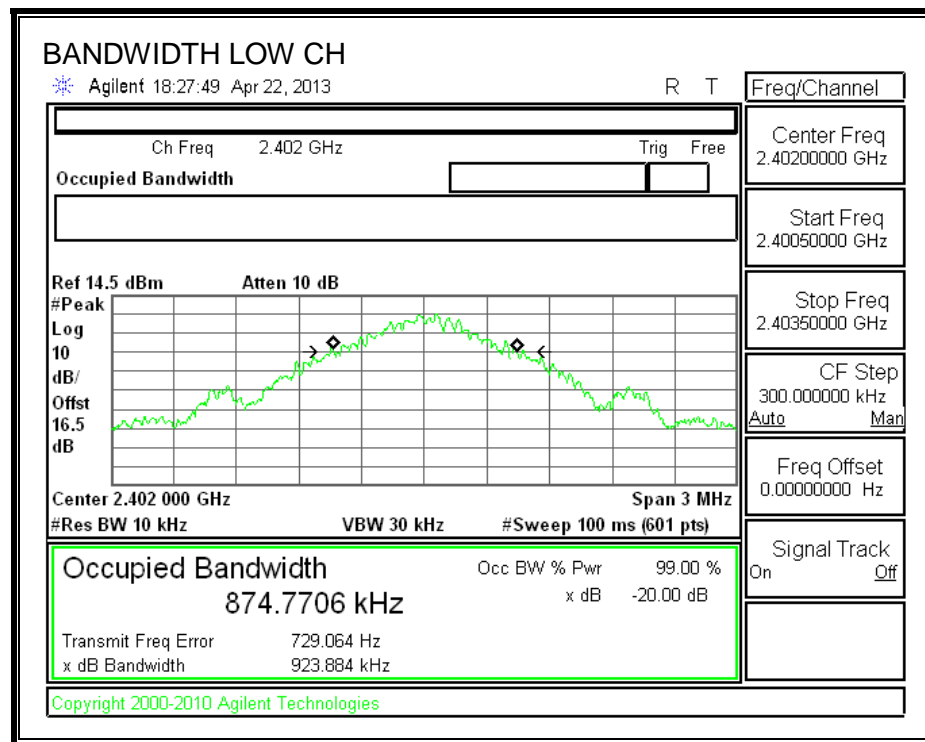 BANDWIDTH LOW CH
Agilent 18:27:49 Apr 22, 2013 R T
Ch Freq 2.402 GHz Trig Free
Occupied Bandwidth
Ref 14.5 dBm Atten 10 dB
#Peak
Log
10
dB/
Offst
16.5
dB
Center 2.402 000 GHz Span 3 MHz
#Res BW 10 kHz VBW 30 kHz #Sweep 100 ms (601 pts)
Occupied Bandwidth Occ BW % Pwr 99.00 %
874.7706 kHz x dB -20.00 dB
Transmit Freq Error 729.064 Hz
x dB Bandwidth 923.884 kHz
Copyright 2000-2010 Agilent Technologies
Freq/Channel
Center Freq
2.40200000 GHz
Start Freq
2.40050000 GHz
Stop Freq
2.40350000 GHz
CF Step
300.000000 kHz
Auto Man
Freq Offset
0.00000000 Hz
Signal Track
On Off